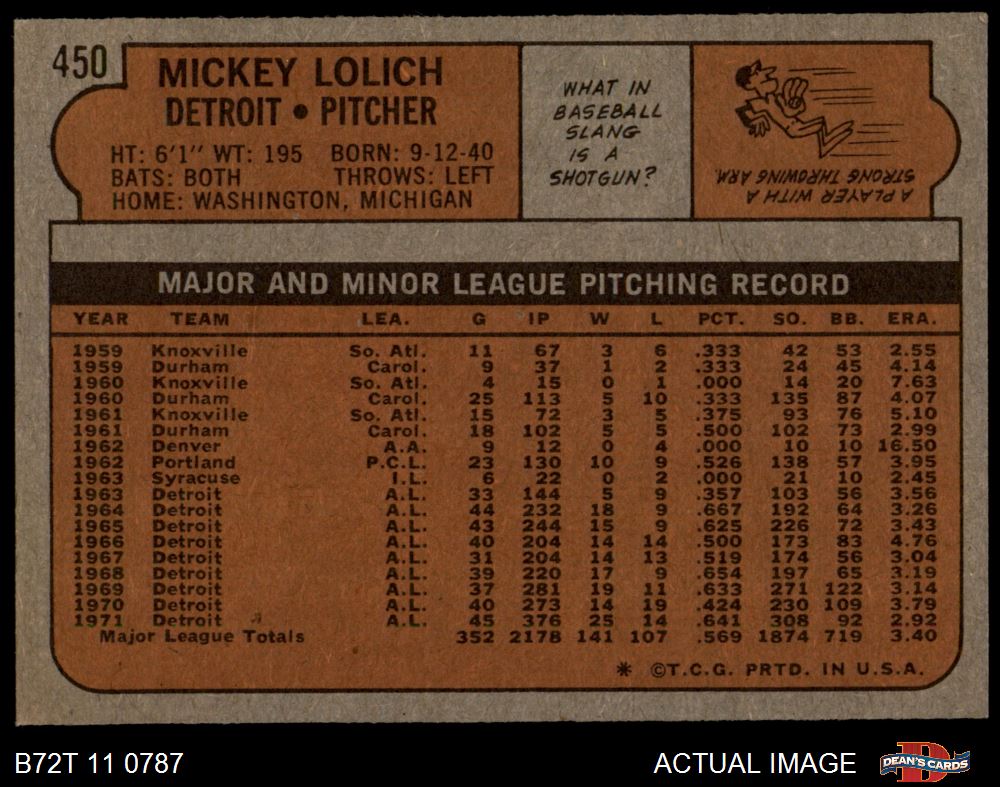 450
MICKEY LOLICH
DETROIT • PITCHER
HT: 6'1" WT: 195 BORN: 9-12-40
BATS: BOTH THROWS: LEFT
HOME: WASHINGTON, MICHIGAN
WHAT IN
BASEBALL
SLANG
IS A
SHOTGUN?
A PLAYER WITH A
STRONG THROWING ARM.
MAJOR AND MINOR LEAGUE PITCHING RECORD
YEAR TEAM LEA. G IP W L PCT. SO. BB. ERA.
1959 Knoxville So. Atl. 11 67 3 6 .333 42 53 2.55
1959 Durham Carol. 9 37 1 2 .333 24 45 4.14
1960 Knoxville So. Atl. 4 15 0 1 .000 14 20 7.63
1960 Durham Carol. 25 113 5 10 .333 135 87 4.07
1961 Knoxville So. Atl. 15 72 3 5 .375 93 76 5.10
1961 Durham Carol. 18 102 5 5 .500 102 73 2.99
1962 Denver A.A. 9 12 0 4 .000 10 10 16.50
1962 Portland P.C.L. 23 130 10 9 .526 138 57 3.95
1963 Syracuse I.L. 6 22 0 2 .000 21 10 2.45
1963 Detroit A.L. 33 144 5 9 .357 103 56 3.56
1964 Detroit A.L. 44 232 18 9 .667 192 64 3.26
1965 Detroit A.L. 43 244 15 9 .625 226 72 3.43
1966 Detroit A.L. 40 204 14 14 .500 173 83 4.76
1967 Detroit A.L. 31 204 14 13 .519 174 56 3.04
1968 Detroit A.L. 39 220 17 9 .654 197 65 3.19
1969 Detroit A.L. 37 281 19 11 .633 271 122 3.14
1970 Detroit A.L. 40 273 14 19 .424 230 109 3.79
1971 Detroit A.L. 45 376 25 14 .641 308 92 2.92
Major League Totals 352 2178 141 107 .569 1874 719 3.40
* ©T.C.G. PRTD. IN U.S.A.
B72T 11 0787
ACTUAL IMAGE
D
DEAN'S CARDS